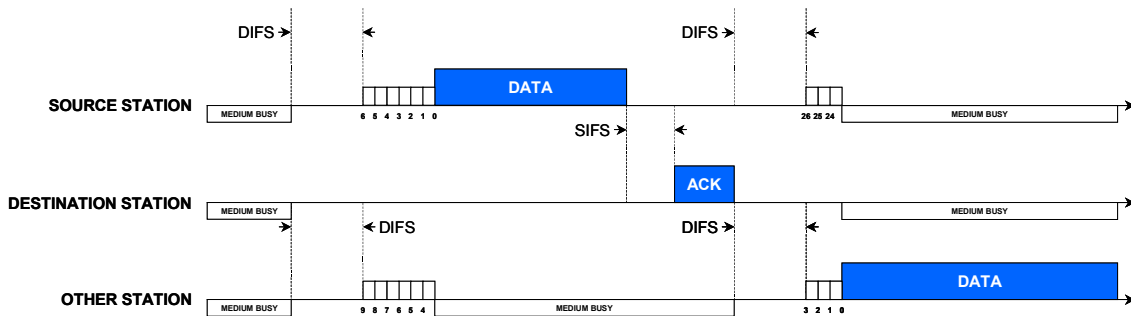 DIFS DIFS
DATA
SOURCE STATION
MEDIUM BUSY 6 5 4 3 2 1 0 26 25 24 MEDIUM BUSY
SIFS
ACK
DESTINATION STATION
MEDIUM BUSY MEDIUM BUSY
DIFS DIFS
DATA
OTHER STATION
MEDIUM BUSY 9 8 7 6 5 4 MEDIUM BUSY 3 2 1 0